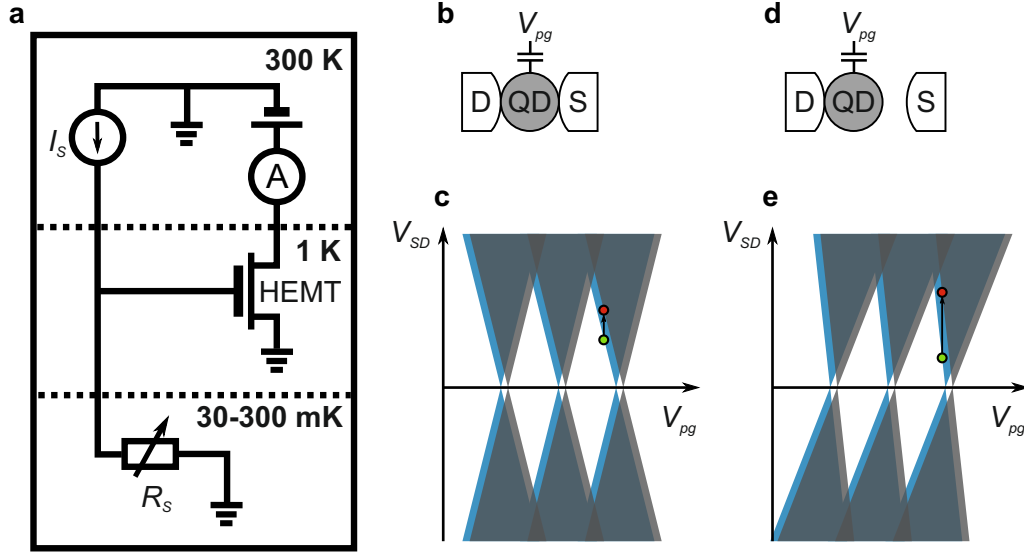 a
300 K
I_S
A
1 K
HEMT
30-300 mK
R_S
b
V_pg
D QD S
c
V_SD
V_pg
d
V_pg
D QD S
e
V_SD
V_pg